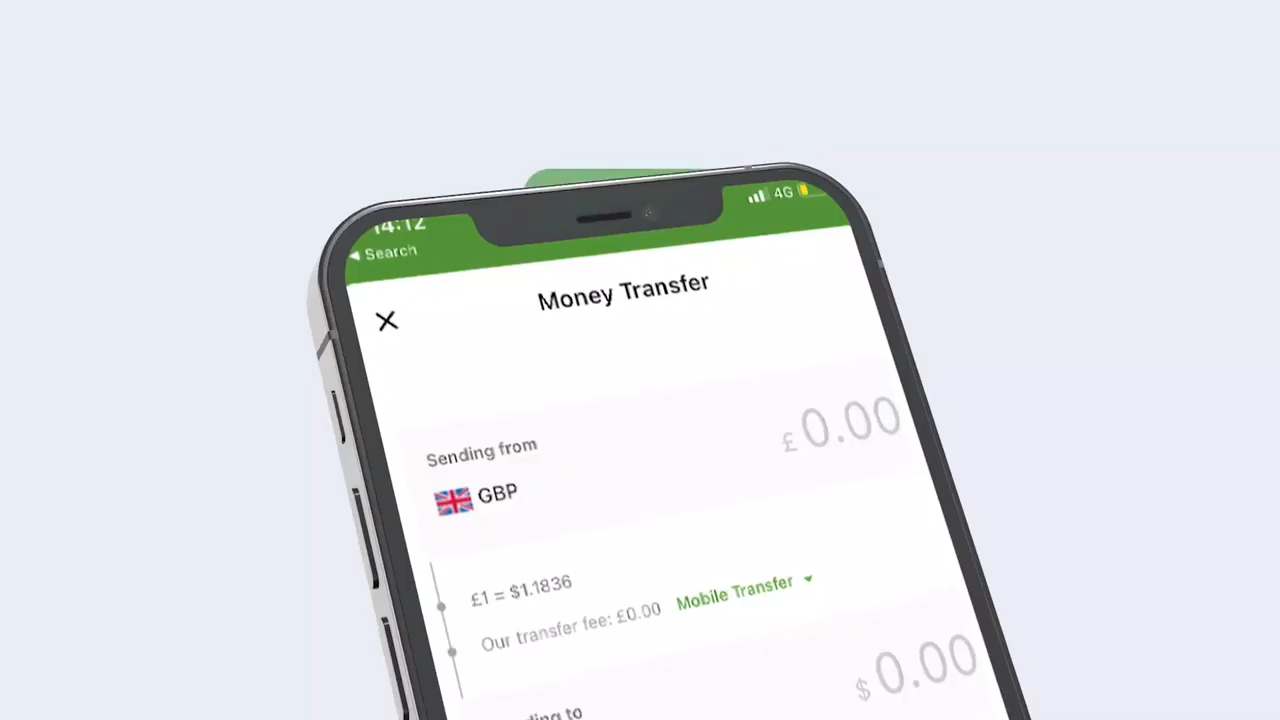 14:12
4G
Search
Money Transfer
Sending from
£0.00
GBP
£1 = $1.1836
Our transfer fee: £0.00 Mobile Transfer
$0.00
to